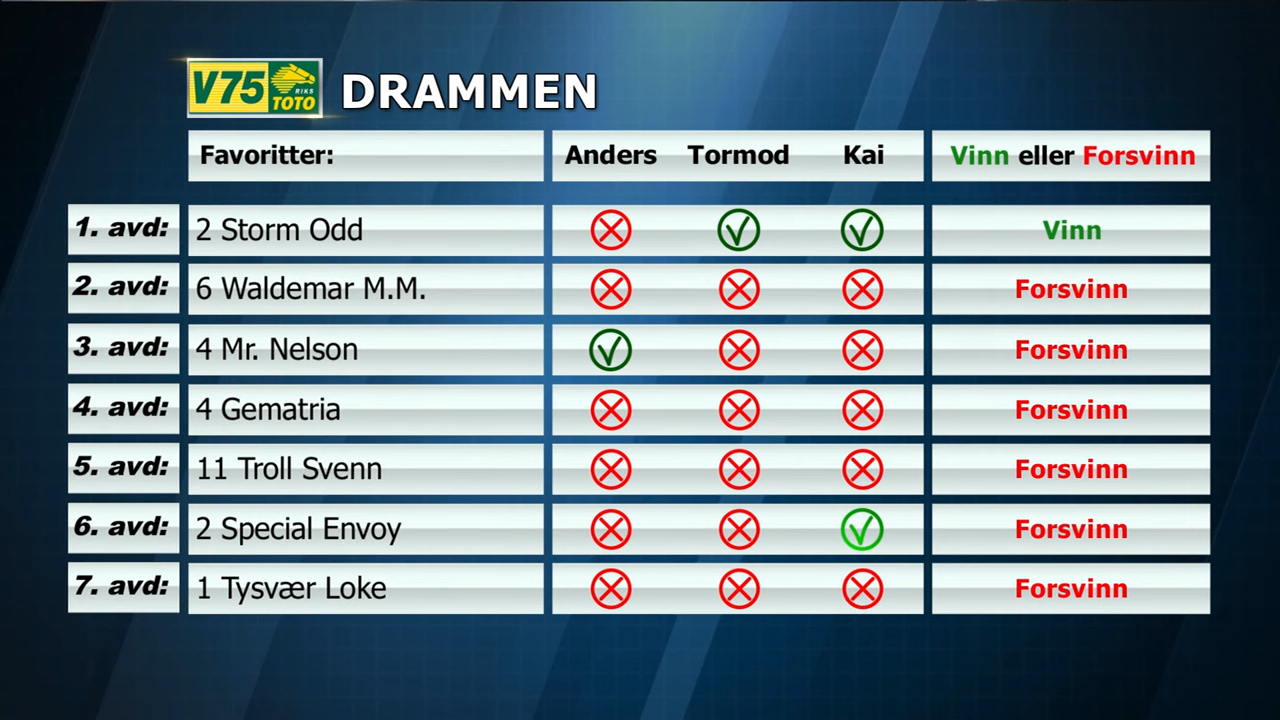 V75 RIKS TOTO DRAMMEN
Favoritter: Anders Tormod Kai Vinn eller Forsvinn
1. avd: 2 Storm Odd Vinn
2. avd: 6 Waldemar M.M. Forsvinn
3. avd: 4 Mr. Nelson Forsvinn
4. avd: 4 Gematria Forsvinn
5. avd: 11 Troll Svenn Forsvinn
6. avd: 2 Special Envoy Forsvinn
7. avd: 1 Tysvær Loke Forsvinn